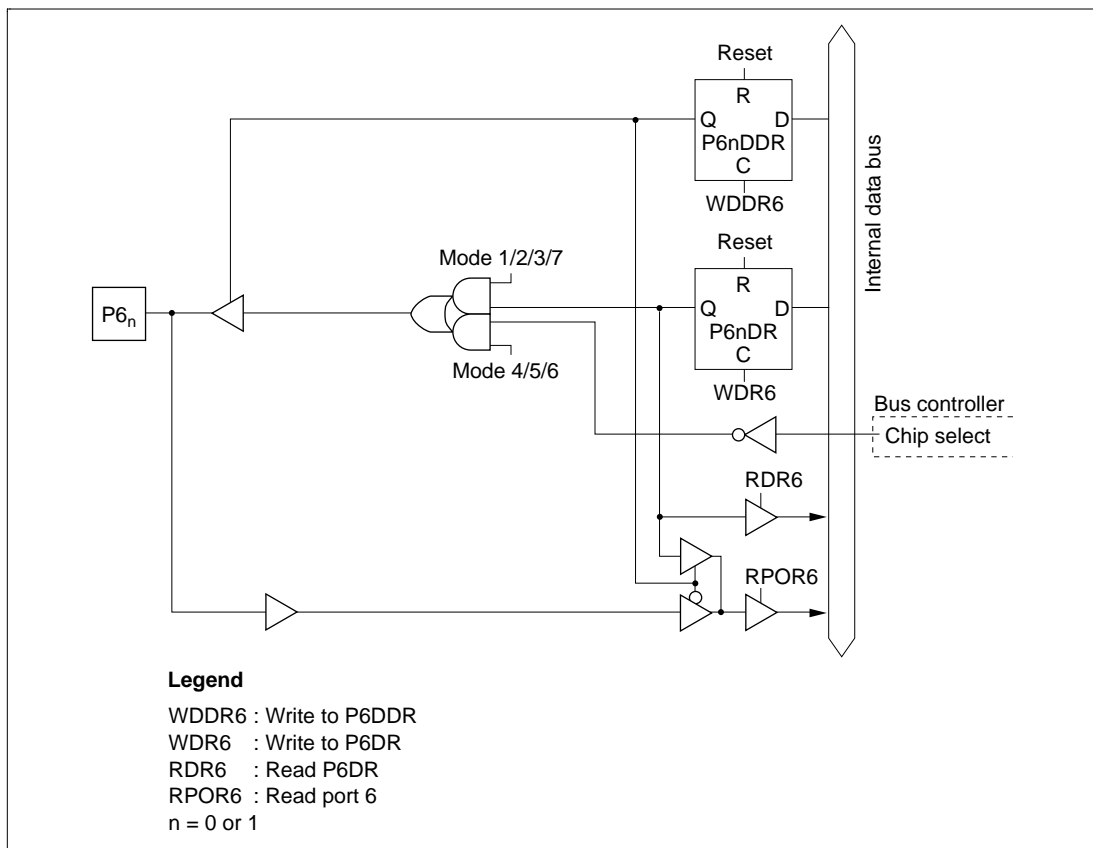 Reset
R
Q D
P6nDDR
C
WDDR6
Internal data bus
Reset
Mode 1/2/3/7
R
Q D
P6nDR
C
WDR6
P6n
Mode 4/5/6
Bus controller
Chip select
RDR6
RPOR6
Legend
WDDR6 : Write to P6DDR
WDR6 : Write to P6DR
RDR6 : Read P6DR
RPOR6 : Read port 6
n = 0 or 1